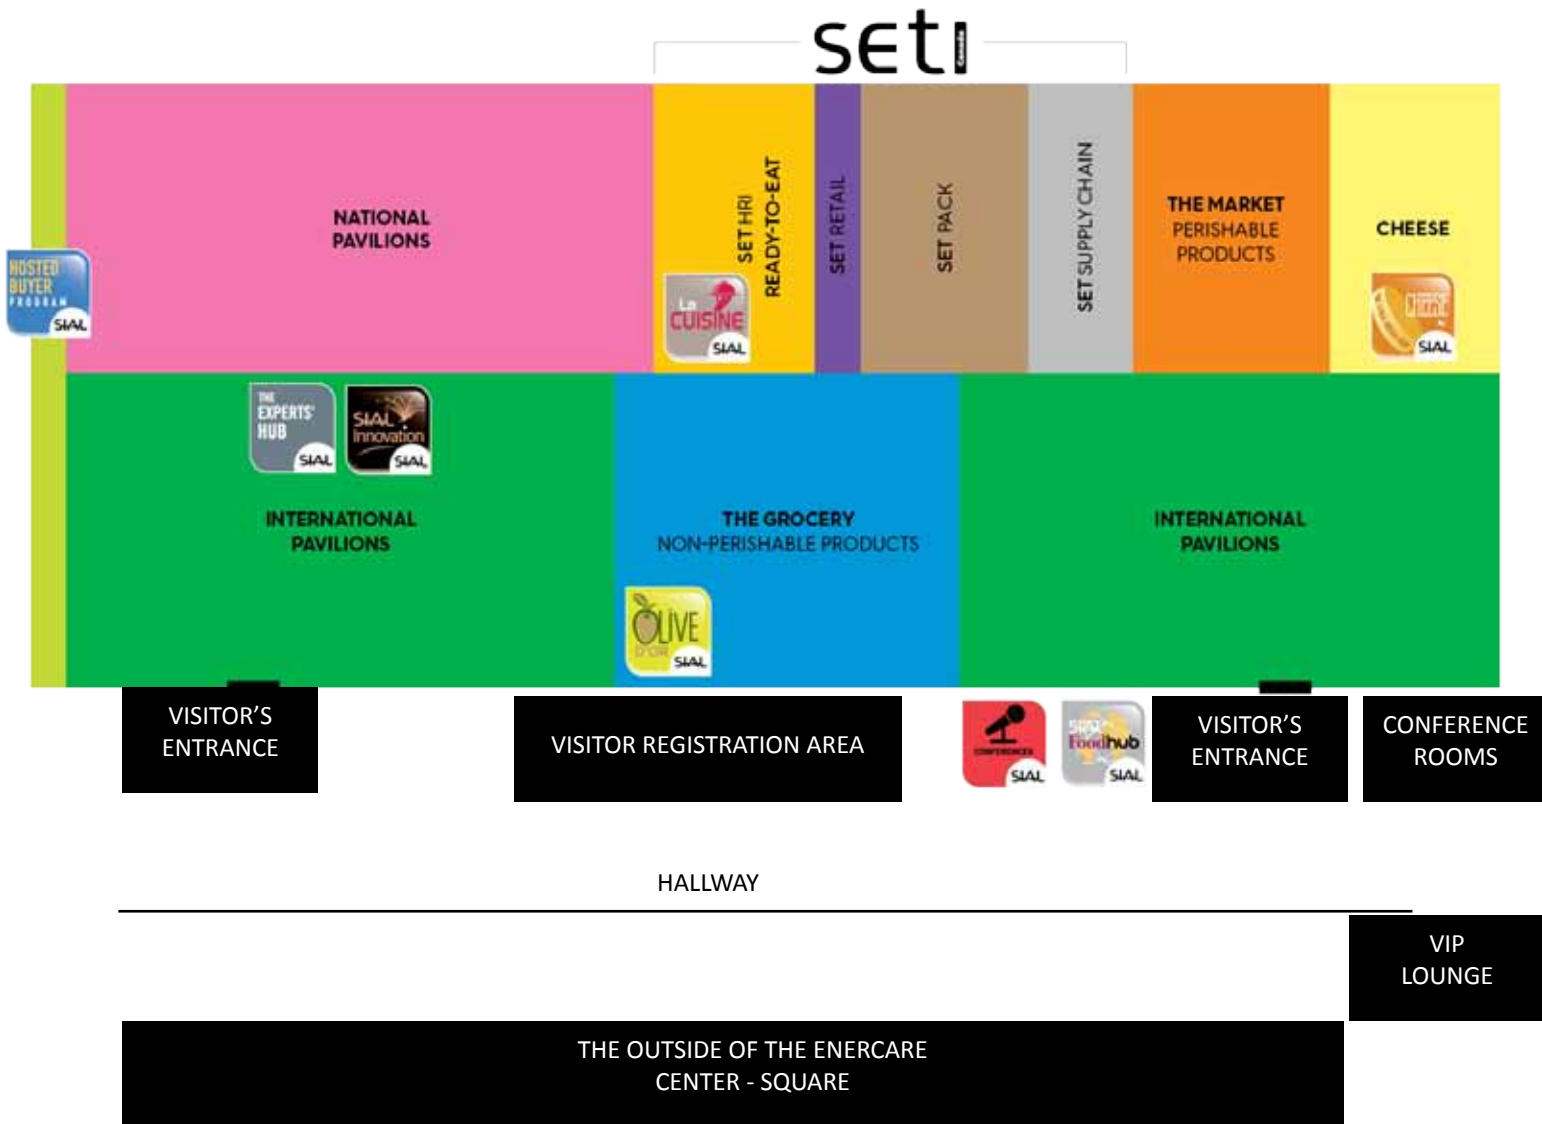 seti
Canada
NATIONAL
PAVILIONS
SET HRI
READY-TO-EAT
SET RETAIL
SET PACK
SET SUPPLY CHAIN
THE MARKET
PERISHABLE
PRODUCTS
CHEESE
HOSTED
BUYER
PROGRAM
SIAL
La
CUISINE
SIAL
CHEESE
by
SIAL
THE
EXPERTS'
HUB
SIAL
SIAL
Innovation
SIAL
INTERNATIONAL
PAVILIONS
THE GROCERY
NON-PERISHABLE PRODUCTS
INTERNATIONAL
PAVILIONS
OLIVE
D'OR
SIAL
VISITOR’S
ENTRANCE
VISITOR REGISTRATION AREA
CONFERENCES
SIAL
Foodhub
SIAL
VISITOR’S
ENTRANCE
CONFERENCE
ROOMS
HALLWAY
VIP
LOUNGE
THE OUTSIDE OF THE ENERCARE
CENTER - SQUARE